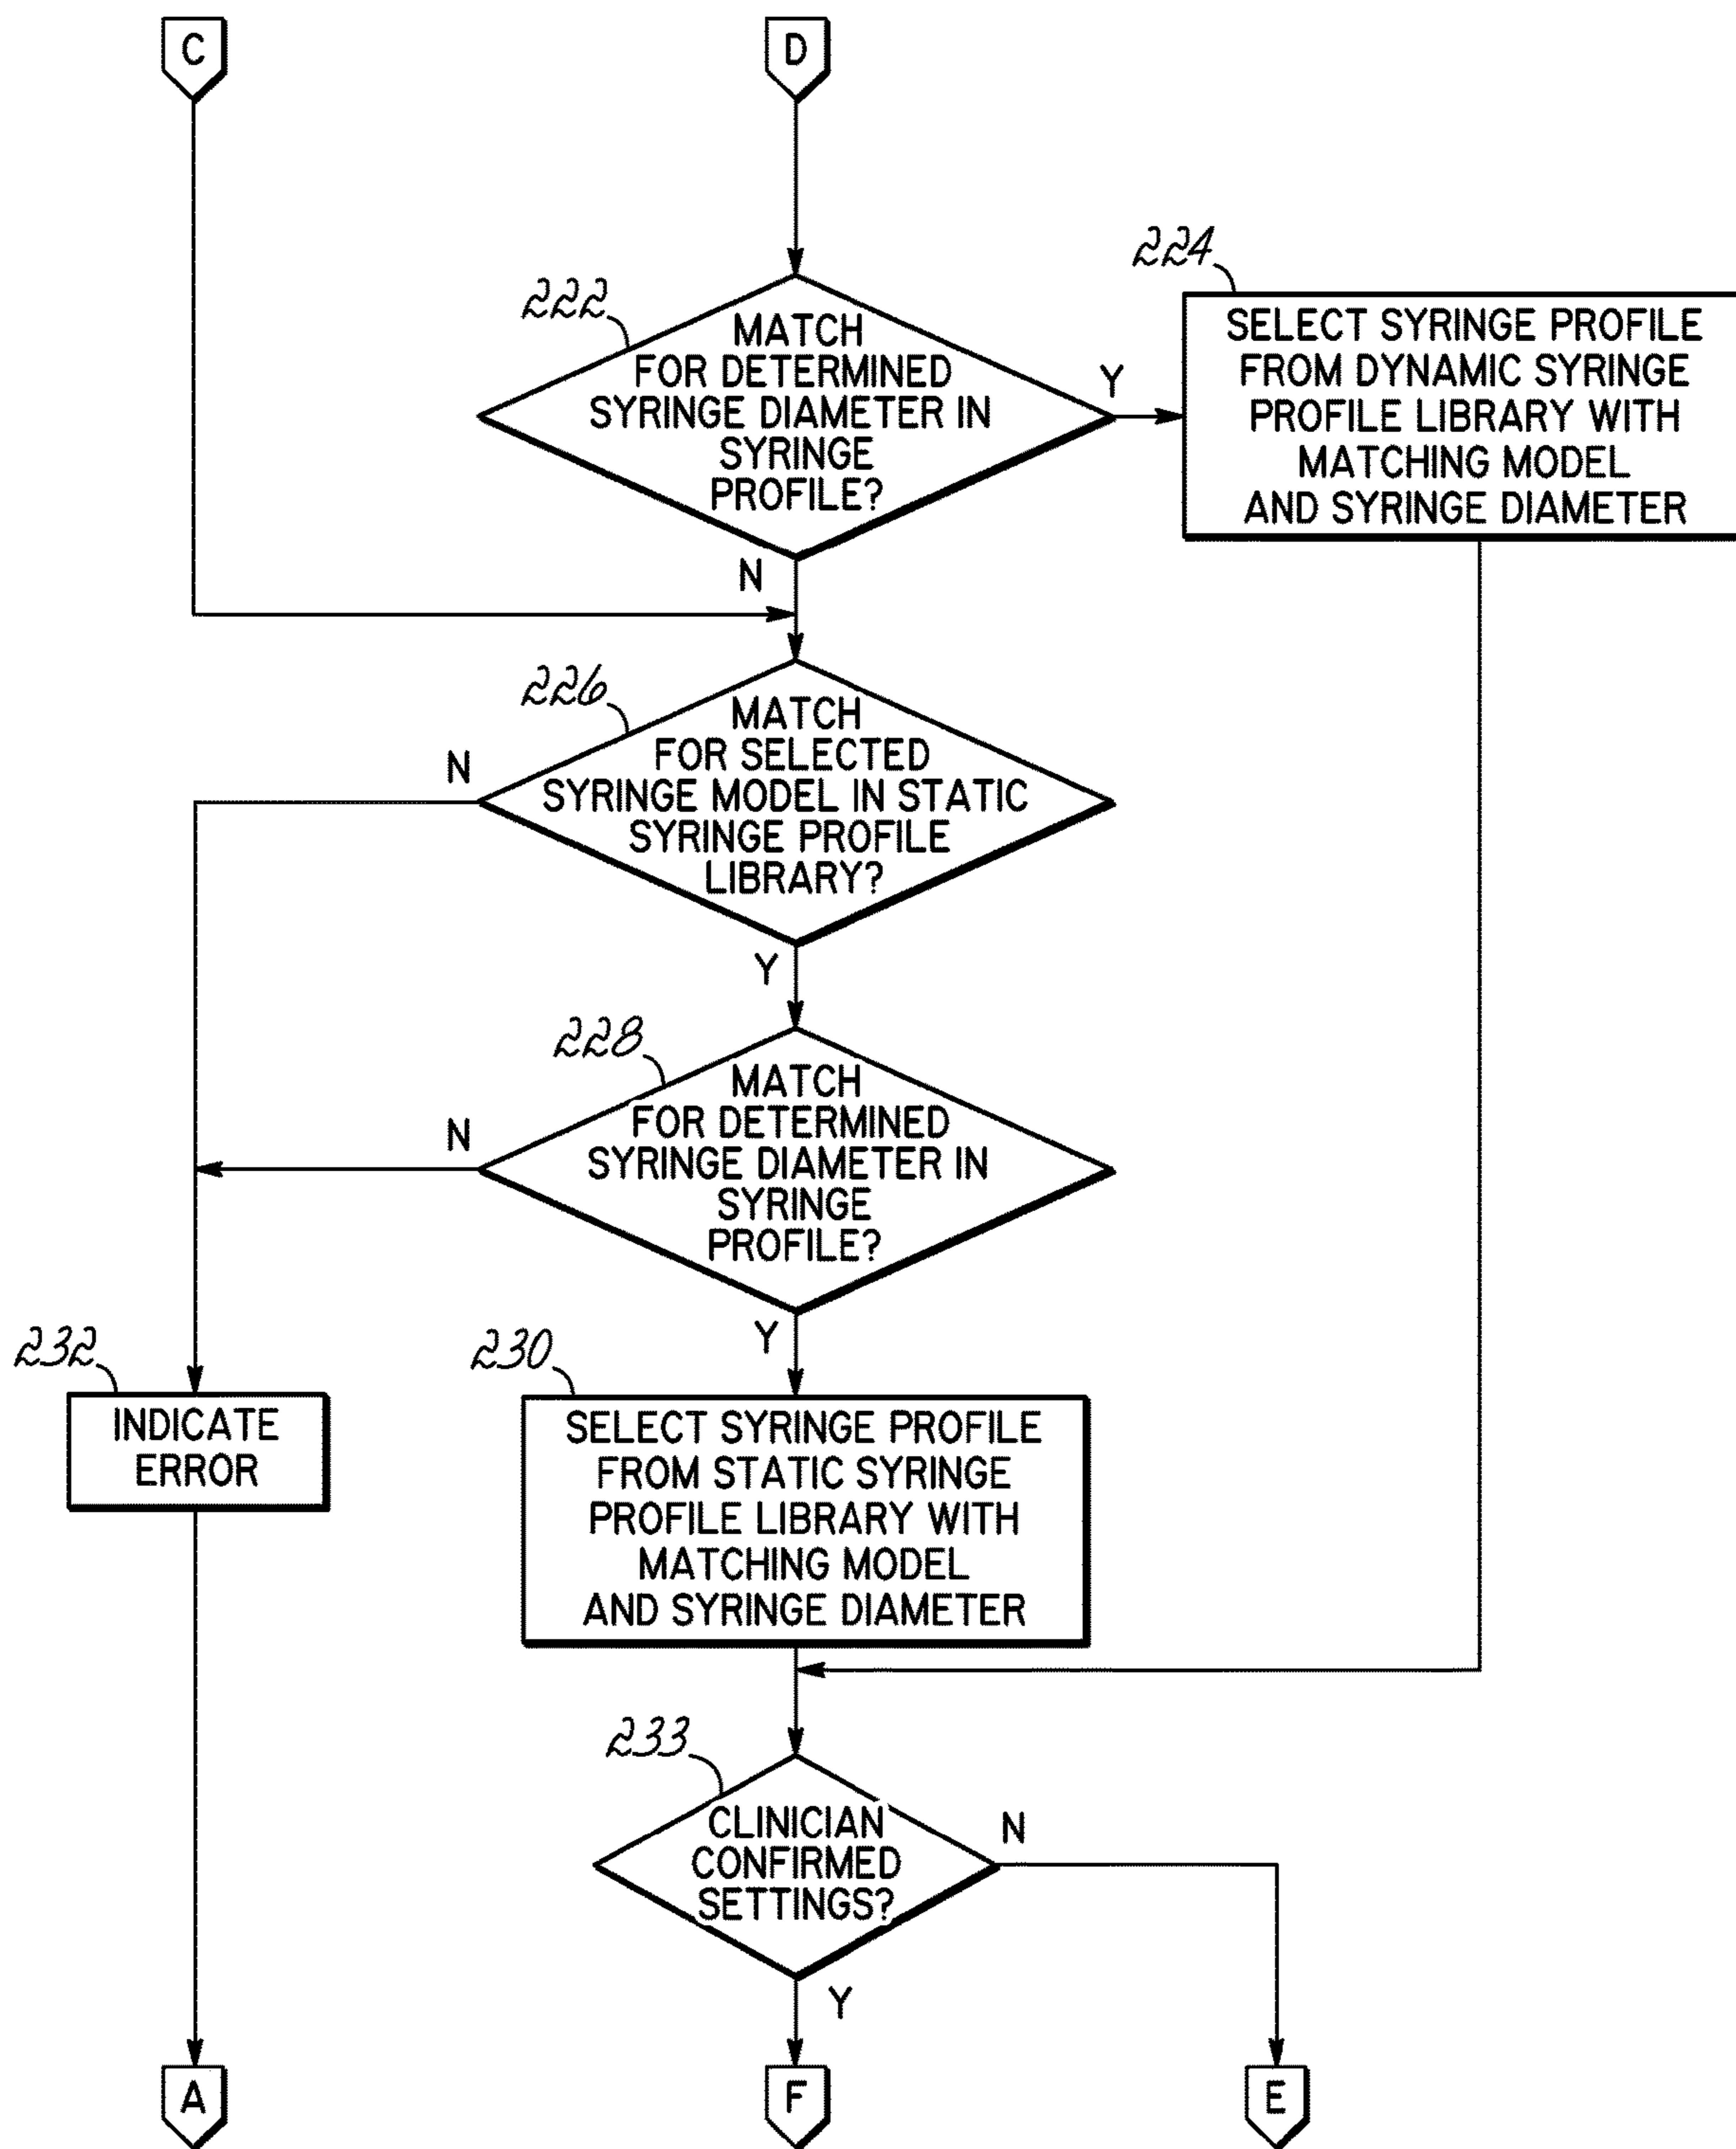 C
D
222
MATCH
FOR DETERMINED
SYRINGE DIAMETER IN
SYRINGE
PROFILE?
Y
N
224
SELECT SYRINGE PROFILE
FROM DYNAMIC SYRINGE
PROFILE LIBRARY WITH
MATCHING MODEL
AND SYRINGE DIAMETER
226
MATCH
FOR SELECTED
SYRINGE MODEL IN STATIC
SYRINGE PROFILE
LIBRARY?
N
Y
228
MATCH
FOR DETERMINED
SYRINGE DIAMETER IN
SYRINGE
PROFILE?
N
Y
232
INDICATE
ERROR
230
SELECT SYRINGE PROFILE
FROM STATIC SYRINGE
PROFILE LIBRARY WITH
MATCHING MODEL
AND SYRINGE DIAMETER
233
CLINICIAN
CONFIRMED
SETTINGS?
N
Y
A
F
E